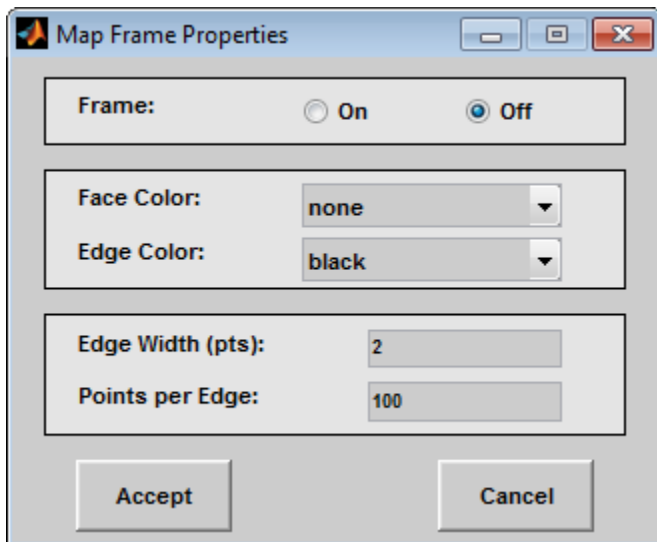 Map Frame Properties
Frame: On Off
Face Color: none
Edge Color: black
Edge Width (pts): 2
Points per Edge: 100
Accept Cancel